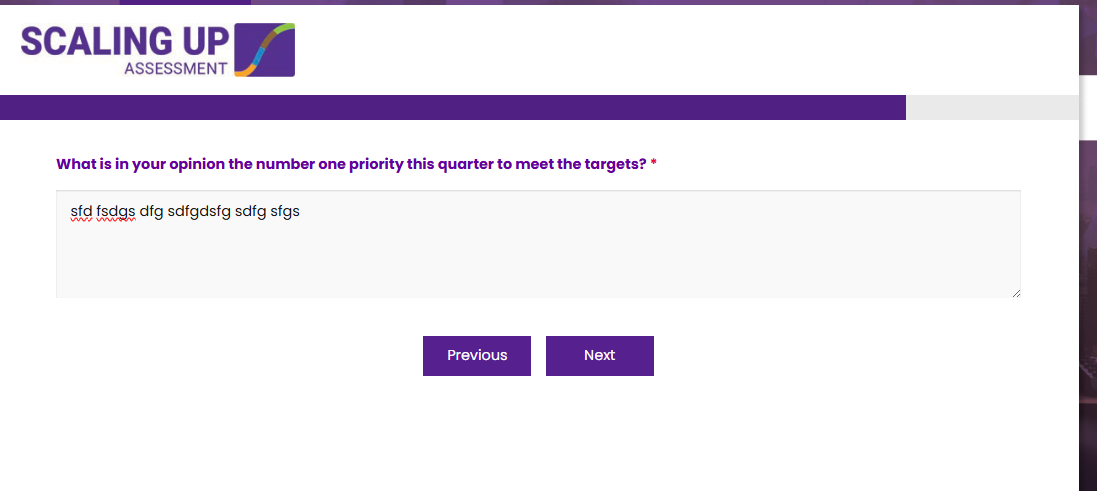 SCALING UP
ASSESSMENT
What is in your opinion the number one priority this quarter to meet the targets? *
sfd fsdgs dfg sdfgdsfg sdfg sfgs
Previous
Next